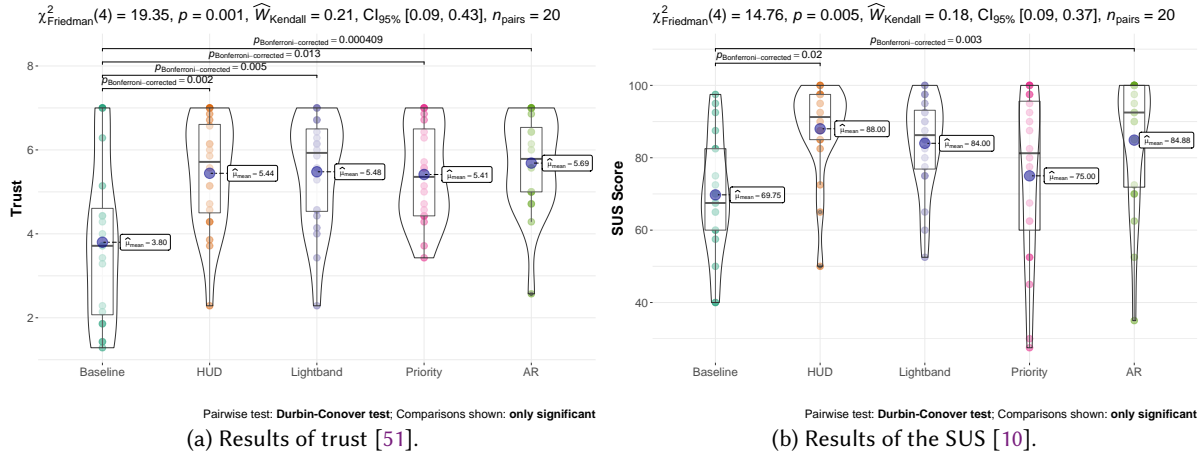 χ²Friedman(4) = 19.35, p = 0.001, ŴKendall = 0.21, CI95% [0.09, 0.43], npairs = 20
pBonferroni−corrected = 0.000409
pBonferroni−corrected = 0.013
pBonferroni−corrected = 0.005
pBonferroni−corrected = 0.002
8
6
4
2
Trust
μ̂mean = 3.80
μ̂mean = 5.44
μ̂mean = 5.48
μ̂mean = 5.41
μ̂mean = 5.69
Baseline HUD Lightband Priority AR
Pairwise test: Durbin-Conover test; Comparisons shown: only significant
(a) Results of trust [51].
χ²Friedman(4) = 14.76, p = 0.005, ŴKendall = 0.18, CI95% [0.09, 0.37], npairs = 20
pBonferroni−corrected = 0.003
pBonferroni−corrected = 0.02
100
80
60
40
SUS Score
μ̂mean = 69.75
μ̂mean = 88.00
μ̂mean = 84.00
μ̂mean = 75.00
μ̂mean = 84.88
Baseline HUD Lightband Priority AR
Pairwise test: Durbin-Conover test; Comparisons shown: only significant
(b) Results of the SUS [10].